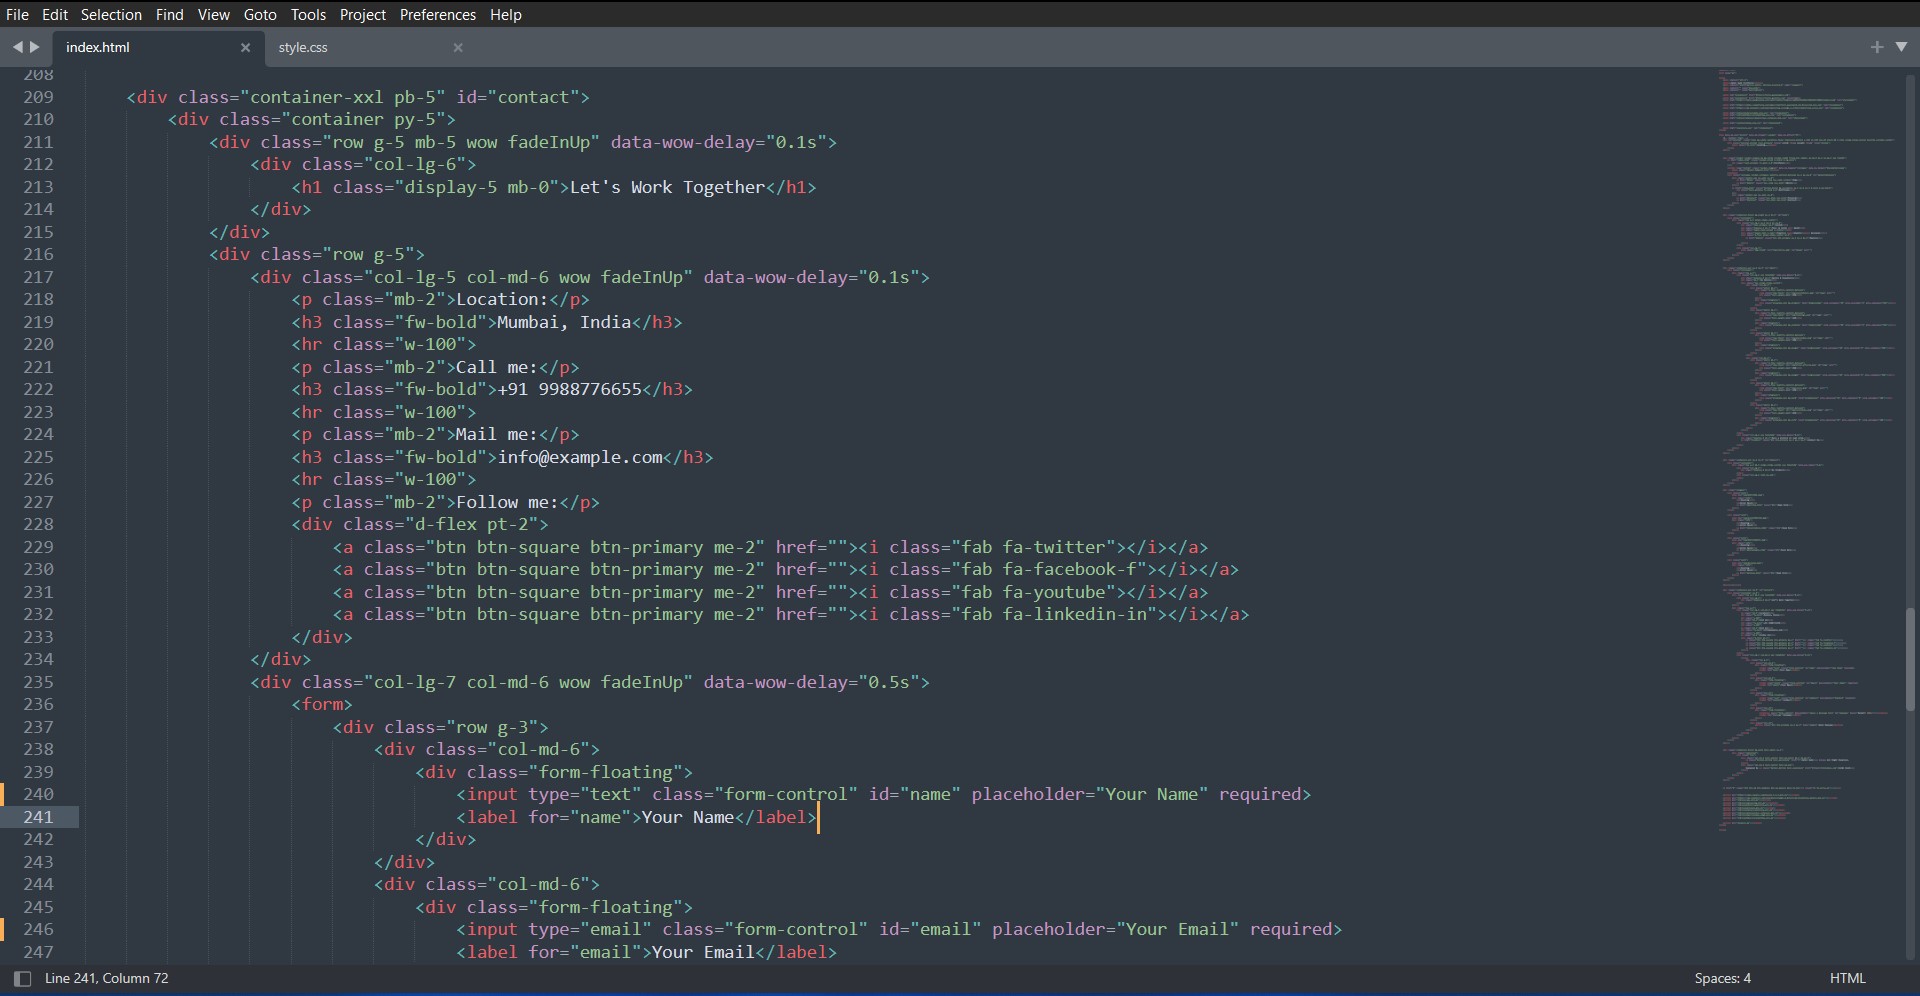 File Edit Selection Find View Goto Tools Project Preferences Help
index.html × style.css ×
208
209 <div class="container-xxl pb-5" id="contact">
210 <div class="container py-5">
211 <div class="row g-5 mb-5 wow fadeInUp" data-wow-delay="0.1s">
212 <div class="col-lg-6">
213 <h1 class="display-5 mb-0">Let's Work Together</h1>
214 </div>
215 </div>
216 <div class="row g-5">
217 <div class="col-lg-5 col-md-6 wow fadeInUp" data-wow-delay="0.1s">
218 <p class="mb-2">Location:</p>
219 <h3 class="fw-bold">Mumbai, India</h3>
220 <hr class="w-100">
221 <p class="mb-2">Call me:</p>
222 <h3 class="fw-bold">+91 9988776655</h3>
223 <hr class="w-100">
224 <p class="mb-2">Mail me:</p>
225 <h3 class="fw-bold">info@example.com</h3>
226 <hr class="w-100">
227 <p class="mb-2">Follow me:</p>
228 <div class="d-flex pt-2">
229 <a class="btn btn-square btn-primary me-2" href=""><i class="fab fa-twitter"></i></a>
230 <a class="btn btn-square btn-primary me-2" href=""><i class="fab fa-facebook-f"></i></a>
231 <a class="btn btn-square btn-primary me-2" href=""><i class="fab fa-youtube"></i></a>
232 <a class="btn btn-square btn-primary me-2" href=""><i class="fab fa-linkedin-in"></i></a>
233 </div>
234 </div>
235 <div class="col-lg-7 col-md-6 wow fadeInUp" data-wow-delay="0.5s">
236 <form>
237 <div class="row g-3">
238 <div class="col-md-6">
239 <div class="form-floating">
240 <input type="text" class="form-control" id="name" placeholder="Your Name" required>
241 <label for="name">Your Name</label>
242 </div>
243 </div>
244 <div class="col-md-6">
245 <div class="form-floating">
246 <input type="email" class="form-control" id="email" placeholder="Your Email" required>
247 <label for="email">Your Email</label>
Line 241, Column 72 Spaces: 4 HTML